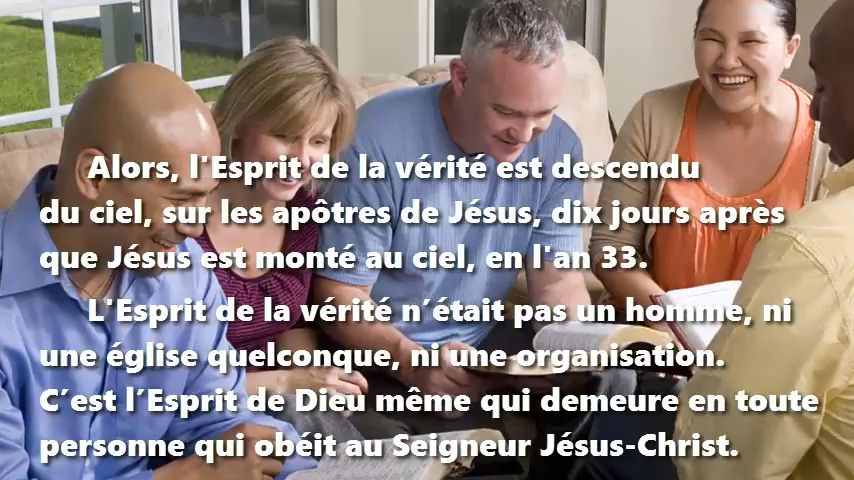 Alors, l'Esprit de la vérité est descendu
du ciel, sur les apôtres de Jésus, dix jours après
que Jésus est monté au ciel, en l'an 33.
L'Esprit de la vérité n′était pas un homme, ni
une église quelconque, ni une organisation.
C′est l′Esprit de Dieu même qui demeure en toute
personne qui obéit au Seigneur Jésus-Christ.